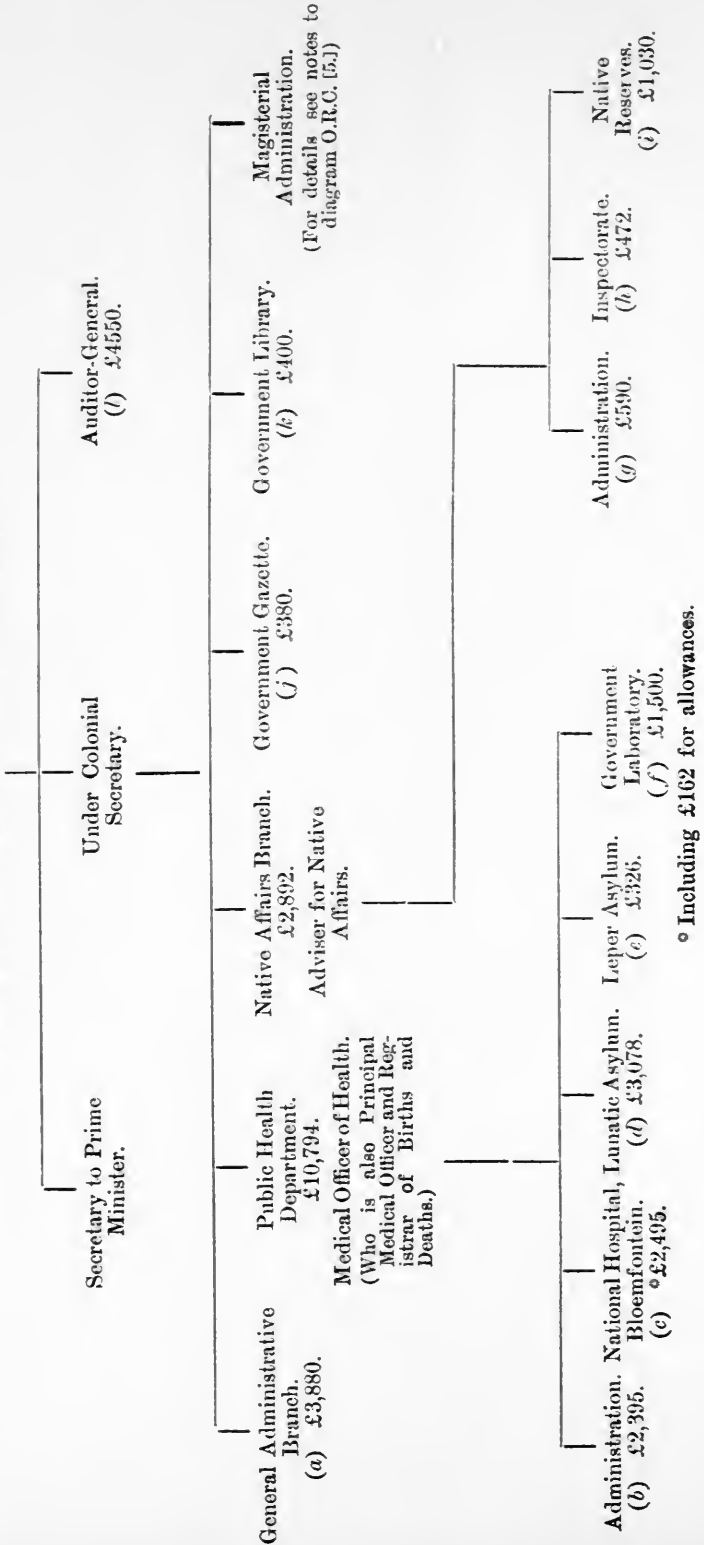 Secretary to Prime
Minister.
Under Colonial
Secretary.
Auditor-General.
(l) £4550.
General Administrative
Branch.
(a) £3,880.
Public Health
Department.
£10,794.
Medical Officer of Health.
(Who is also Principal
Medical Officer and Reg-
istrar of Births and
Deaths.)
Native Affairs Branch.
£2,892.
Adviser for Native
Affairs.
Government Gazette.
(j) £380.
Government Library.
(k) £400.
Magisterial
Administration.
(For details see notes to
diagram O.R.C. [5.])
Administration.
(b) £2,395.
National Hospital,
Bloemfontein.
(c) °£2,495.
Lunatic Asylum.
(d) £3,078.
Leper Asylum.
(e) £326.
Government
Laboratory.
(f) £1,500.
Administration.
(g) £590.
Inspectorate.
(h) £472.
Native
Reserves.
(i) £1,030.
° Including £162 for allowances.